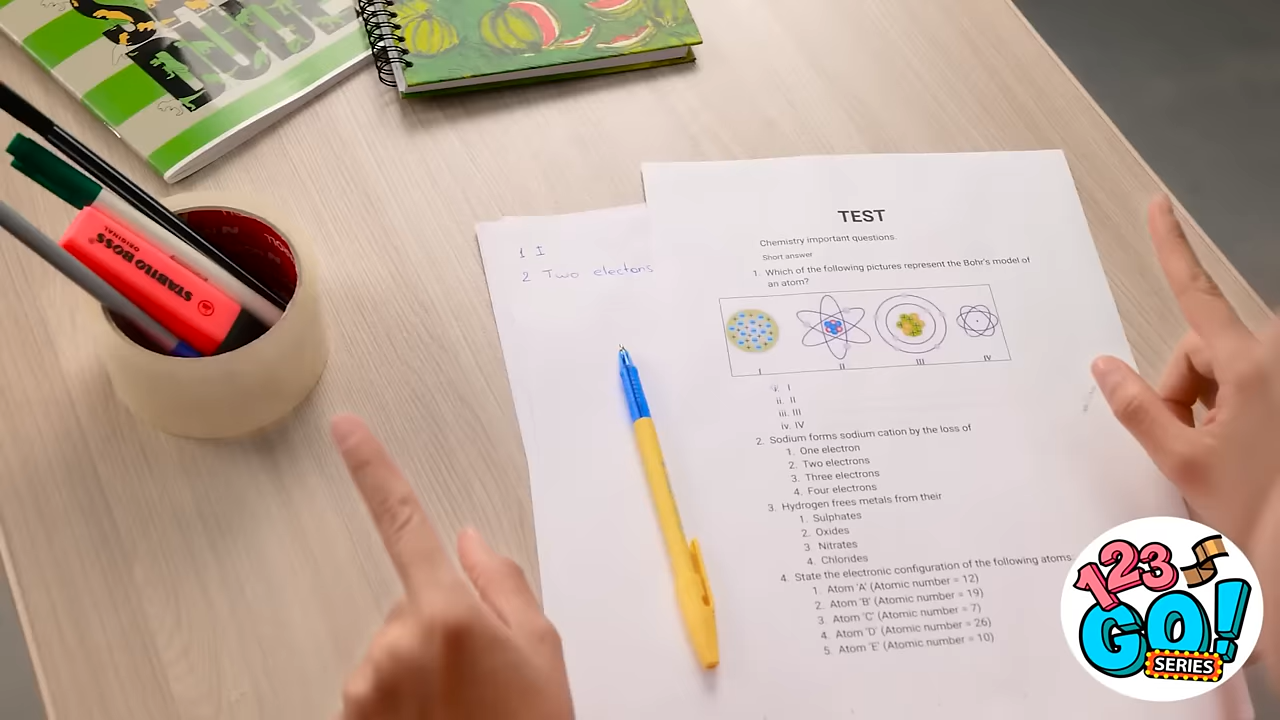 STABILO BOSS
ORIGINAL
1 I
2 Two electons
TEST
Chemistry important questions.
Short answer
1. Which of the following pictures represent the Bohr's model of
an atom?
I II III IV
i. I
ii. II
iii. III
iv. IV
2. Sodium forms sodium cation by the loss of
1. One electron
2. Two electrons
3. Three electrons
4. Four electrons
3. Hydrogen frees metals from their
1. Sulphates
2. Oxides
3 Nitrates
4. Chlorides
4. State the electronic configuration of the following atoms:
1. Atom 'A' (Atomic number = 12)
2. Atom 'B' (Atomic number = 19)
3. Atom 'C' (Atomic number = 7)
4. Atom 'D' (Atomic number = 26)
5. Atom 'E' (Atomic number = 10)
123
GO!
SERIES